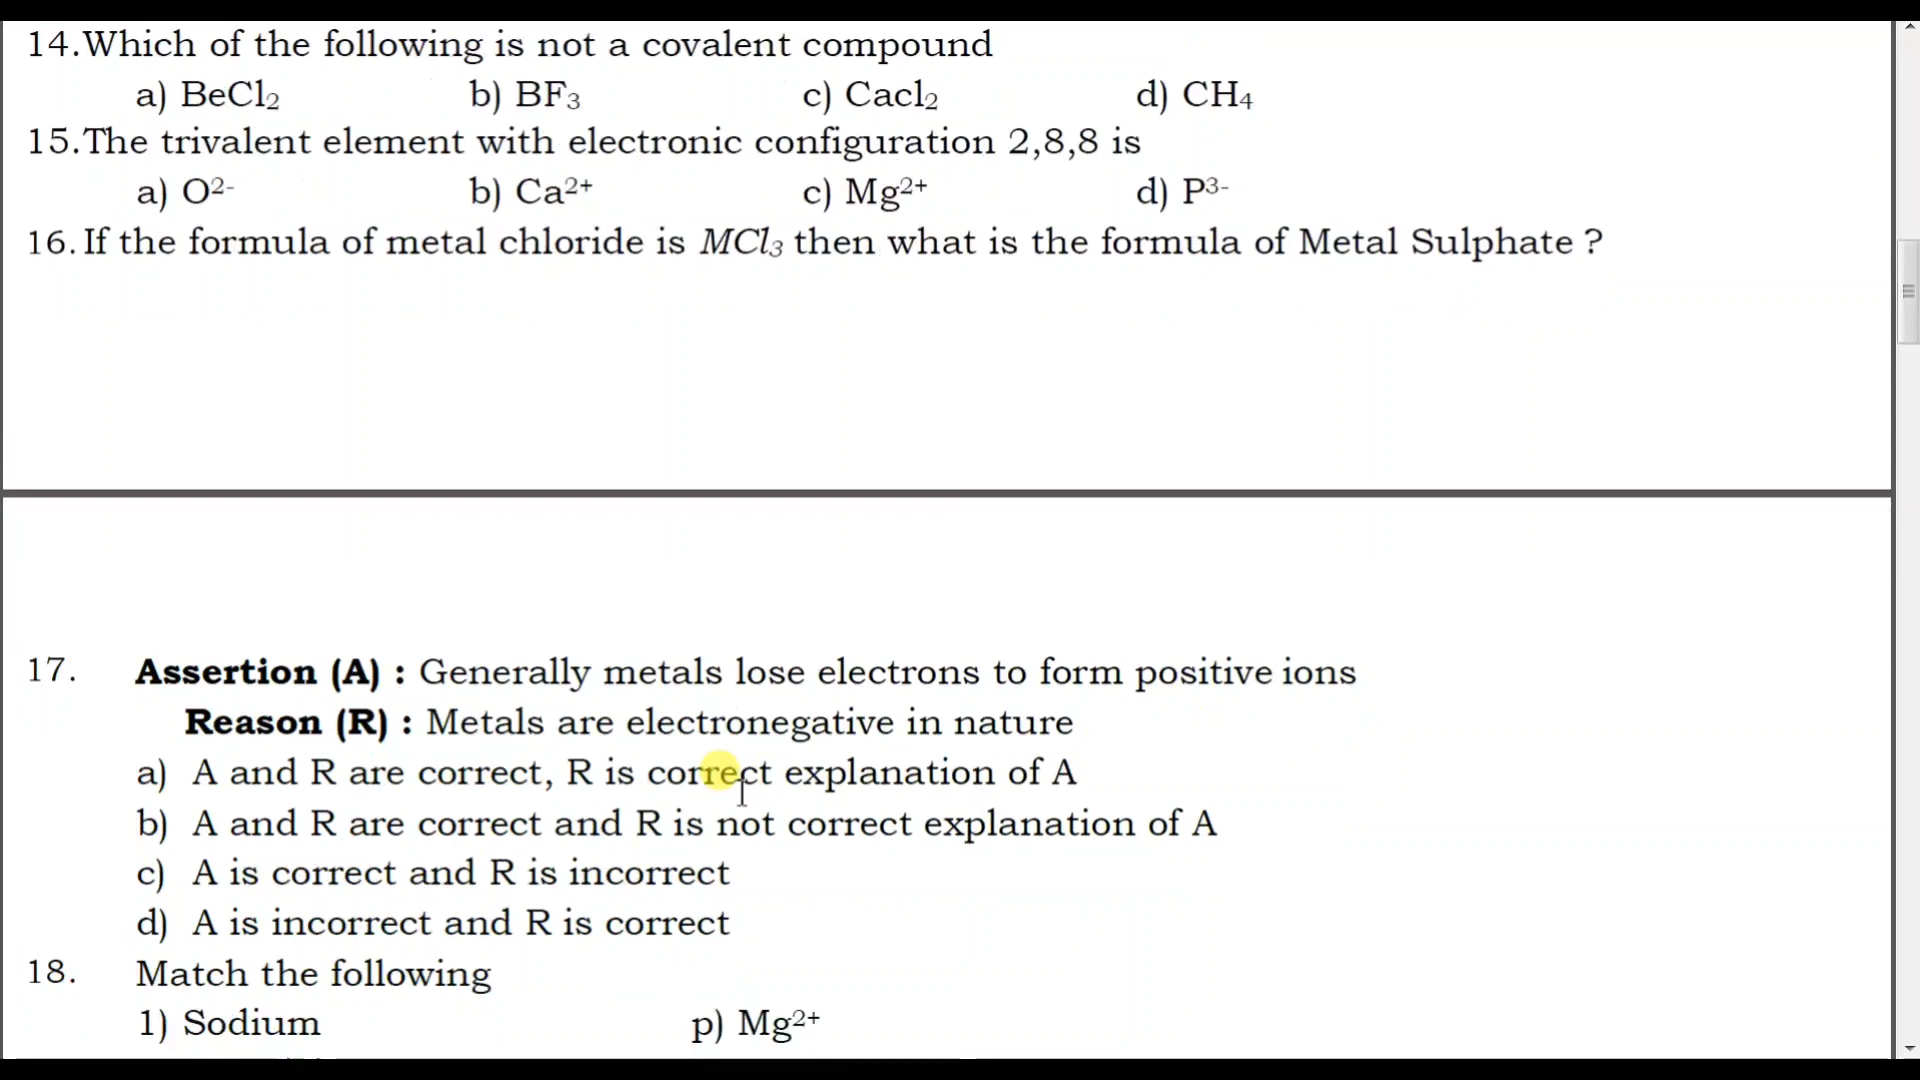 14.Which of the following is not a covalent compound
a) BeCl₂ b) BF₃ c) Cacl₂ d) CH₄
15.The trivalent element with electronic configuration 2,8,8 is
a) O²⁻ b) Ca²⁺ c) Mg²⁺ d) P³⁻
16. If the formula of metal chloride is MCl₃ then what is the formula of Metal Sulphate ?
17. Assertion (A) : Generally metals lose electrons to form positive ions
Reason (R) : Metals are electronegative in nature
a) A and R are correct, R is correct explanation of A
b) A and R are correct and R is not correct explanation of A
c) A is correct and R is incorrect
d) A is incorrect and R is correct
18. Match the following
1) Sodium p) Mg²⁺